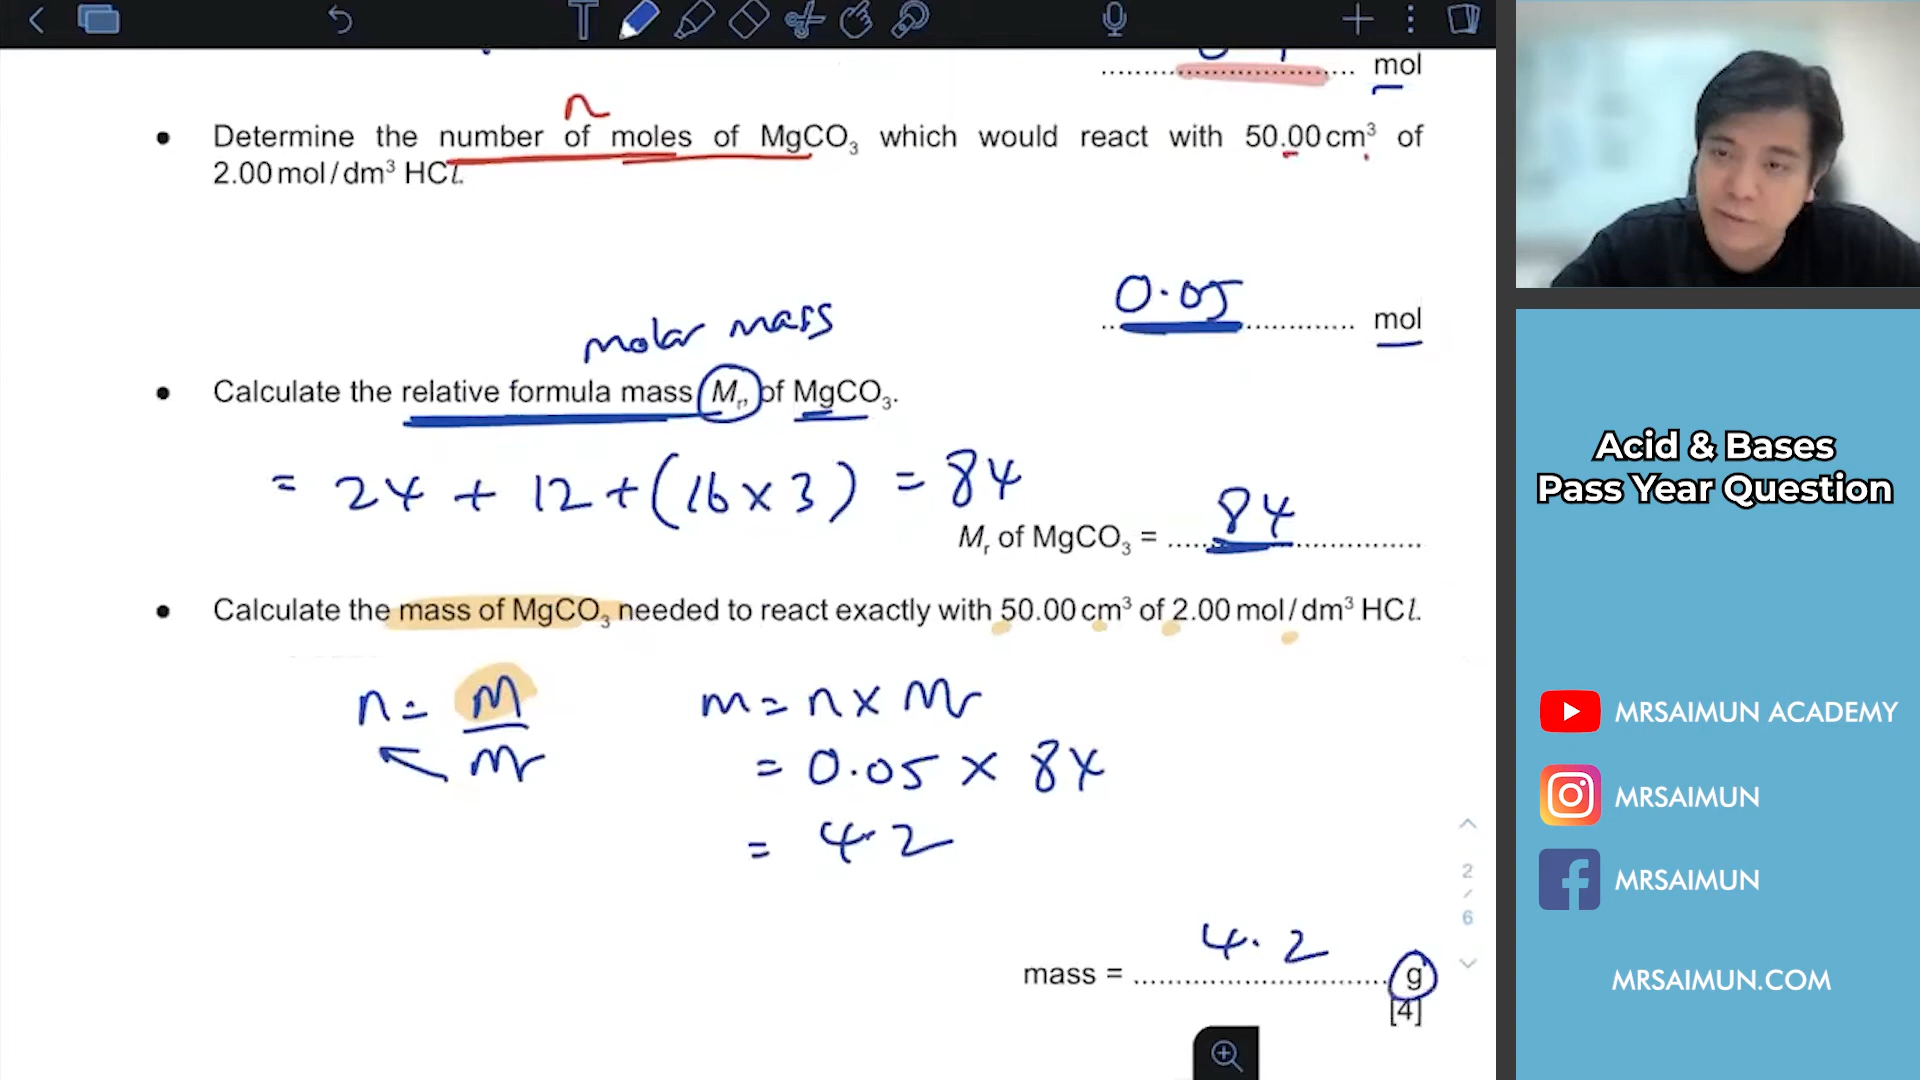 mol
n
Determine the number of moles of MgCO₃ which would react with 50.00 cm³ of
2.00 mol/dm³ HCl.
0.05
mol
molar mass
Calculate the relative formula mass, Mᵣ, of MgCO₃.
= 24 + 12 + (16 × 3) = 84
Mᵣ of MgCO₃ = 84
Calculate the mass of MgCO₃ needed to react exactly with 50.00 cm³ of 2.00 mol/dm³ HCl.
n = m
Mr
m = n × Mr
= 0.05 × 84
= 4.2
mass = 4.2 g
[4]
2
/
6
Acid & Bases
Pass Year Question
MRSAIMUN ACADEMY
MRSAIMUN
MRSAIMUN
MRSAIMUN.COM